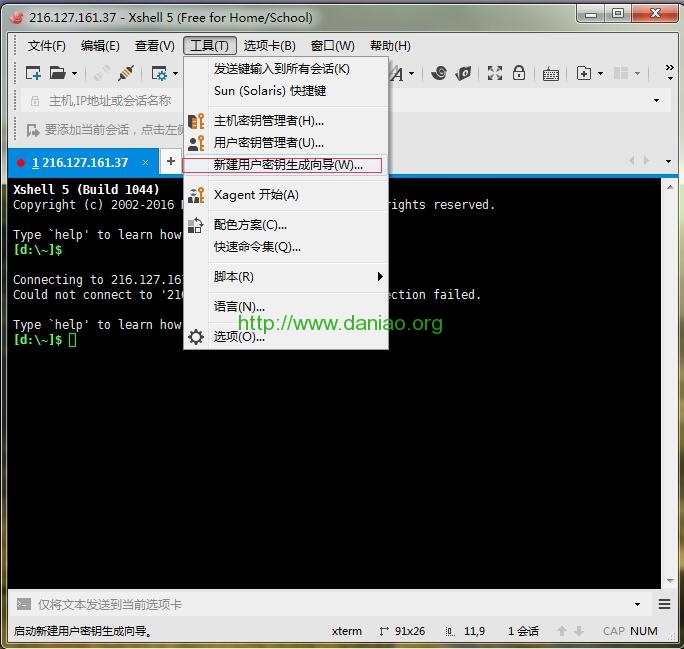 216.127.161.37 - Xshell 5 (Free for Home/School)
文件(F) 编辑(E) 查看(V) 工具(T) 选项卡(B) 窗口(W) 帮助(H)
主机,IP地址或会话名称
要添加当前会话，点击左侧
1 216.127.161.37
发送键输入到所有会话(K)
Sun (Solaris) 快捷键
主机密钥管理者(H)...
用户密钥管理者(U)...
新建用户密钥生成向导(W)...
Xagent 开始(A)
配色方案(C)...
快速命令集(Q)...
脚本(R)
语言(N)...
选项(O)...
http://www.daniao.org
Xshell 5 (Build 1044)
Copyright (c) 2002-2016 rights reserved.
Type `help' to learn how
[d:\~]$
Connecting to 216.127.16
Could not connect to '21 ction failed.
Type `help' to learn how
[d:\~]$
仅将文本发送到当前选项卡
启动新建用户密钥生成向导。 xterm 91x26 11,9 1 会话 CAP NUM